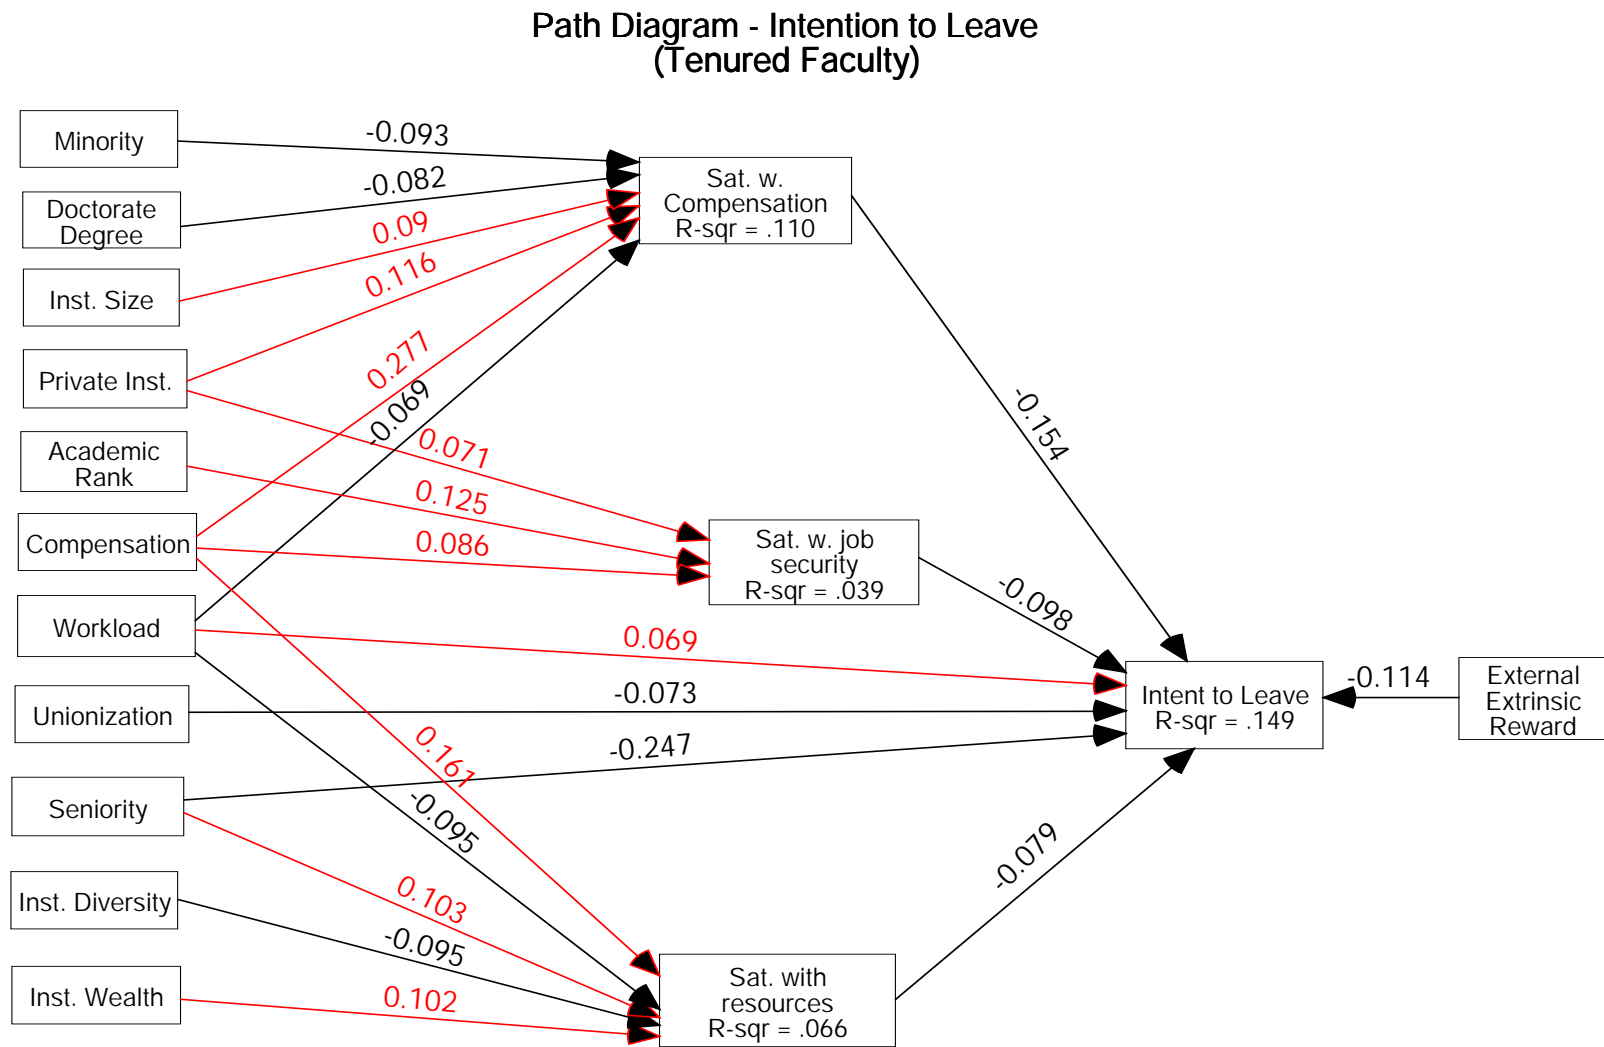 Path Diagram - Intention to Leave
(Tenured Faculty)
Minority
-0.093
Doctorate
Degree
-0.082
Sat. w.
Compensation
R-sqr = .110
Inst. Size
0.09
Private Inst.
0.116
0.277
-0.069
-0.154
Academic
Rank
0.071
0.125
Compensation
0.086
Sat. w. job
security
R-sqr = .039
-0.098
Workload
0.069
Unionization
-0.073
Intent to Leave
R-sqr = .149
-0.114
External
Extrinsic
Reward
-0.247
0.161
Seniority
-0.095
-0.079
Inst. Diversity
0.103
-0.095
Inst. Wealth
0.102
Sat. with
resources
R-sqr = .066